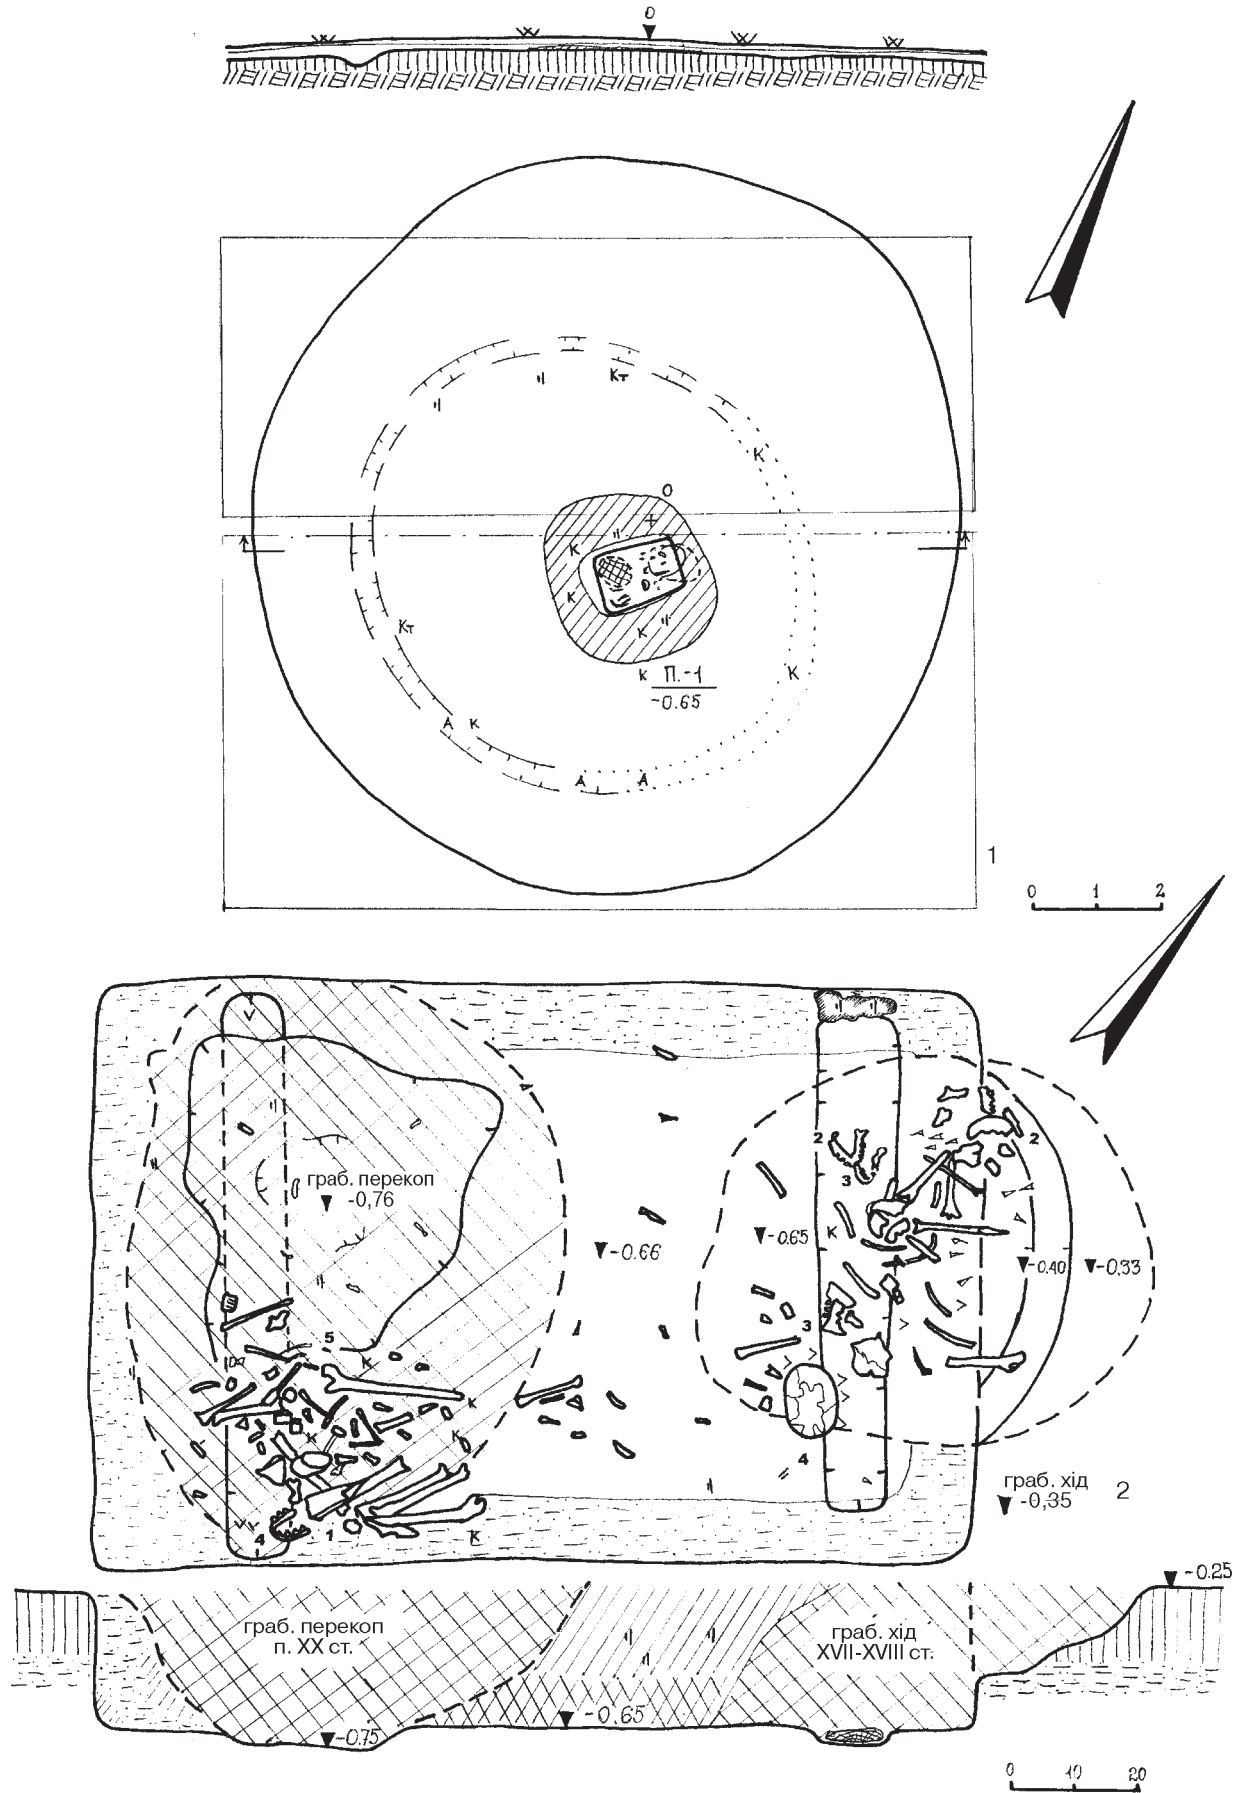 0
Кт
К
О
К
К
К
К П.-1
-0.65
Кт
К
А К
А А
1
0 1 2
2
2
3
граб. перекоп
-0,76
-0.66
-0.65
К
-0.40
-0.33
5
3
К
К
К
К
4
граб. хід
-0,35
2
4
1
К
-0.25
граб. перекоп
п. XX ст.
граб. хід
XVII-XVIII ст.
-0.65
-0.75
0 10 20